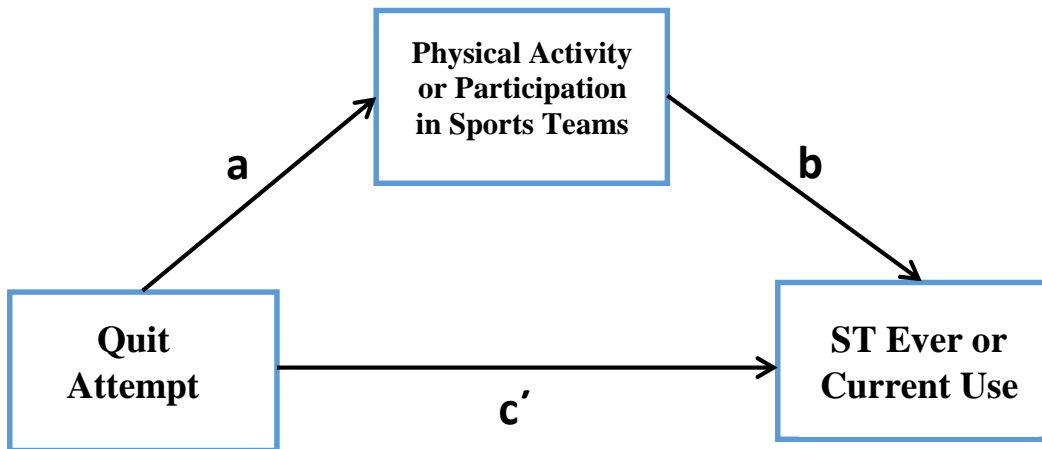 Physical Activity
or Participation
in Sports Teams
a
b
Quit
Attempt
ST Ever or
Current Use
c′